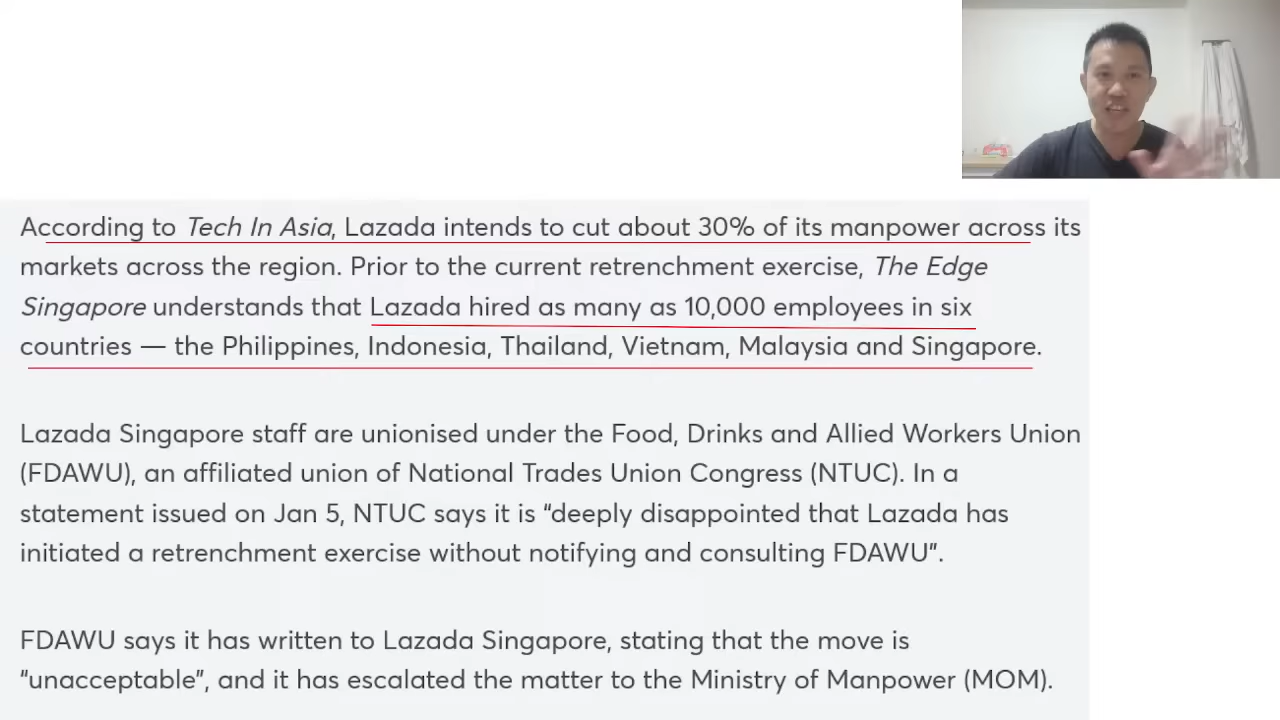 According to Tech In Asia, Lazada intends to cut about 30% of its manpower across its
markets across the region. Prior to the current retrenchment exercise, The Edge
Singapore understands that Lazada hired as many as 10,000 employees in six
countries — the Philippines, Indonesia, Thailand, Vietnam, Malaysia and Singapore.
Lazada Singapore staff are unionised under the Food, Drinks and Allied Workers Union
(FDAWU), an affiliated union of National Trades Union Congress (NTUC). In a
statement issued on Jan 5, NTUC says it is “deeply disappointed that Lazada has
initiated a retrenchment exercise without notifying and consulting FDAWU”.
FDAWU says it has written to Lazada Singapore, stating that the move is
“unacceptable”, and it has escalated the matter to the Ministry of Manpower (MOM).